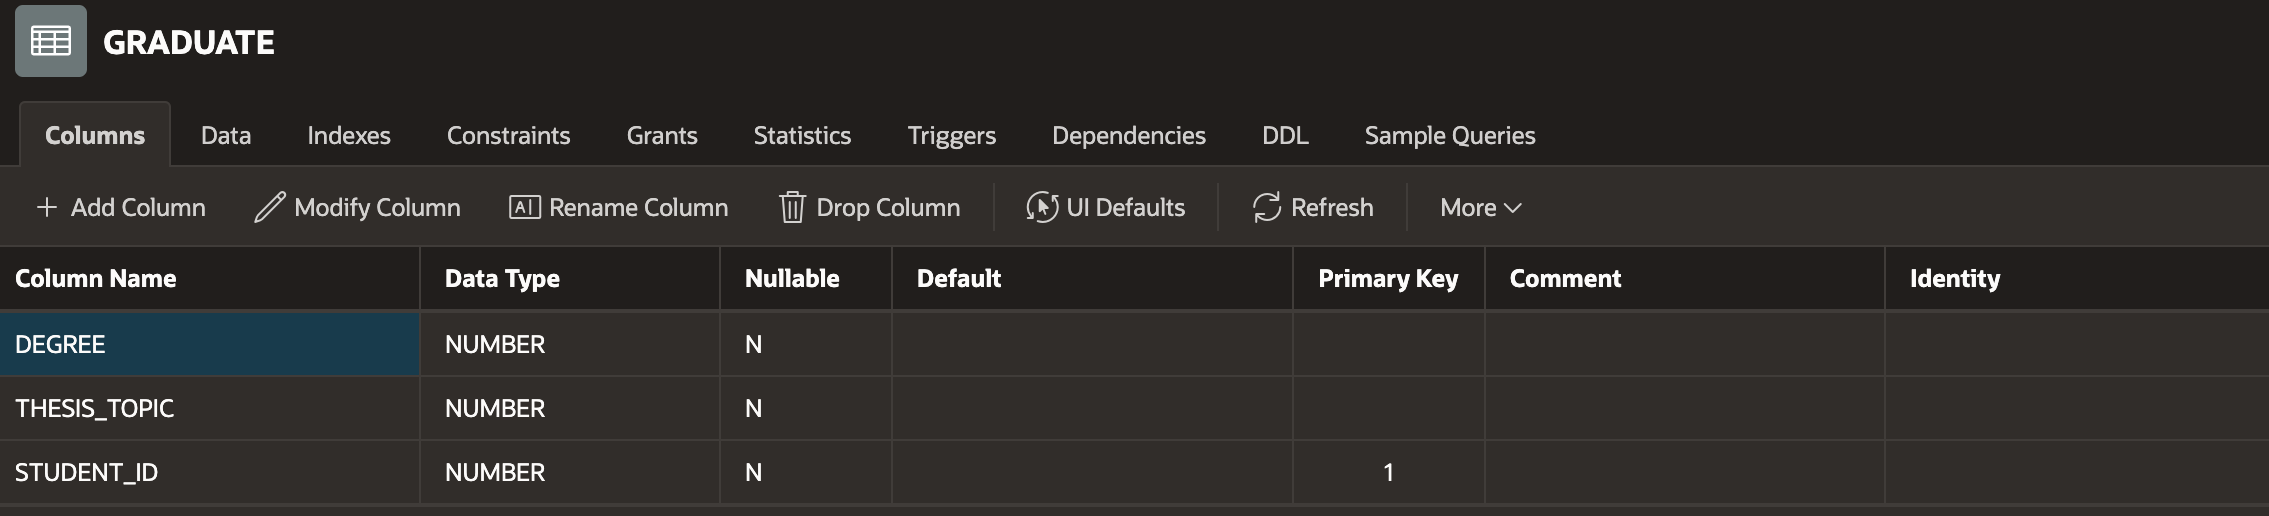 GRADUATE
Columns Data Indexes Constraints Grants Statistics Triggers Dependencies DDL Sample Queries
Add Column Modify Column Rename Column Drop Column UI Defaults Refresh More
Column Name Data Type Nullable Default Primary Key Comment Identity
DEGREE NUMBER N
THESIS_TOPIC NUMBER N
STUDENT_ID NUMBER N 1